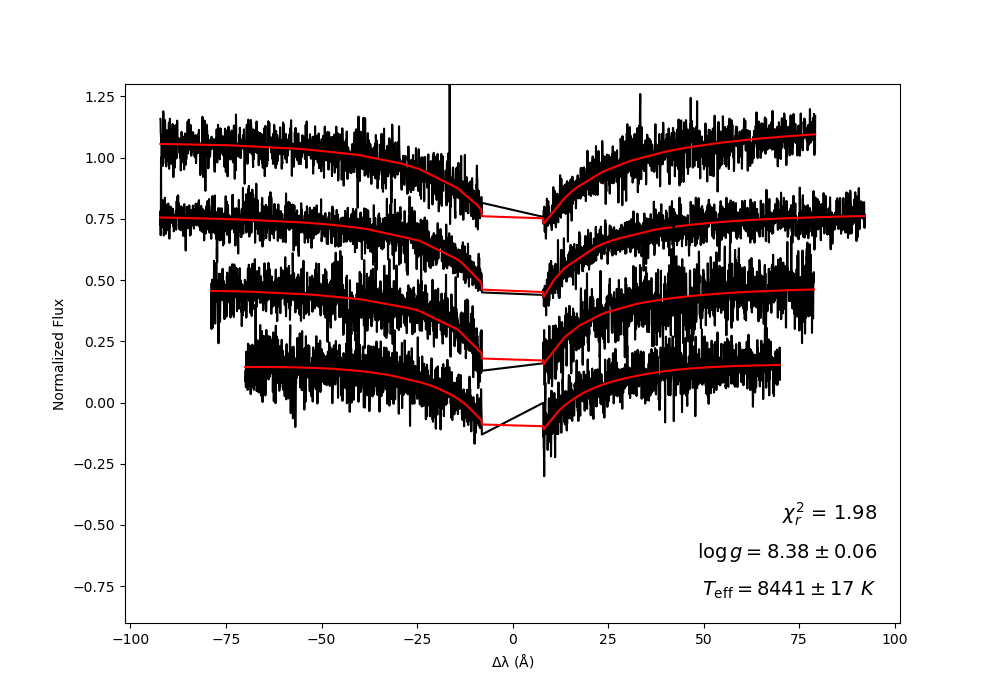 1.25
1.00
0.75
0.50
0.25
0.00
−0.25
−0.50
−0.75
Normalized Flux
χ²ᵣ = 1.98
log g = 8.38 ± 0.06
T_eff = 8441 ± 17 K
−100 −75 −50 −25 0 25 50 75 100
Δλ (Å)